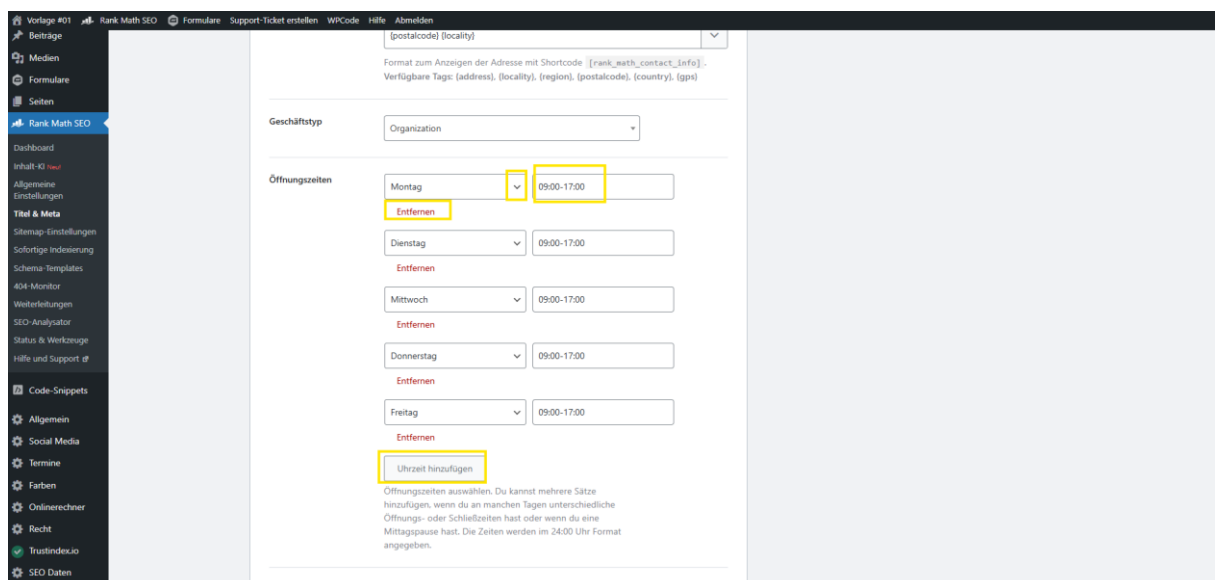 Vorlage #01 Rank Math SEO Formulare Support-Ticket erstellen WPCode Hilfe Abmelden
Beiträge
Medien
Formulare
Seiten
Rank Math SEO
Dashboard
Inhalt-KI Neu!
Allgemeine
Einstellungen
Titel & Meta
Sitemap-Einstellungen
Sofortige Indexierung
Schema-Templates
404-Monitor
Weiterleitungen
SEO-Analysator
Status & Werkzeuge
Hilfe und Support
Code-Snippets
Allgemein
Social Media
Termine
Farben
Onlinerechner
Recht
Trustindex.io
SEO Daten
{postalcode} {locality}
Format zum Anzeigen der Adresse mit Shortcode [rank_math_contact_info] .
Verfügbare Tags: {address}, {locality}, {region}, {postalcode}, {country}, {gps}
Geschäftstyp
Organization
Öffnungszeiten
Montag 09:00-17:00
Entfernen
Dienstag 09:00-17:00
Entfernen
Mittwoch 09:00-17:00
Entfernen
Donnerstag 09:00-17:00
Entfernen
Freitag 09:00-17:00
Entfernen
Uhrzeit hinzufügen
Öffnungszeiten auswählen. Du kannst mehrere Sätze
hinzufügen, wenn du an manchen Tagen unterschiedliche
Öffnungs- oder Schließzeiten hast oder wenn du eine
Mittagspause hast. Die Zeiten werden im 24:00 Uhr Format
angegeben.